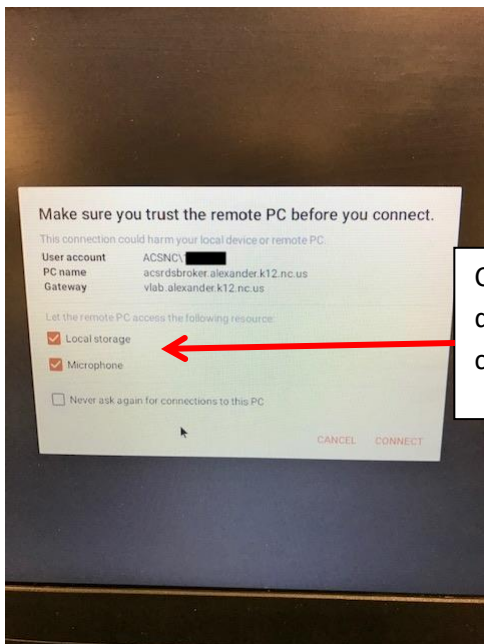 Make sure you trust the remote PC before you connect.
This connection could harm your local device or remote PC.
User account ACSNC\
PC name acsrdsbroker.alexander.k12.nc.us
Gateway vlab.alexander.k12.nc.us
Let the remote PC access the following resource:
Local storage
Microphone
Never ask again for connections to this PC
CANCEL CONNECT